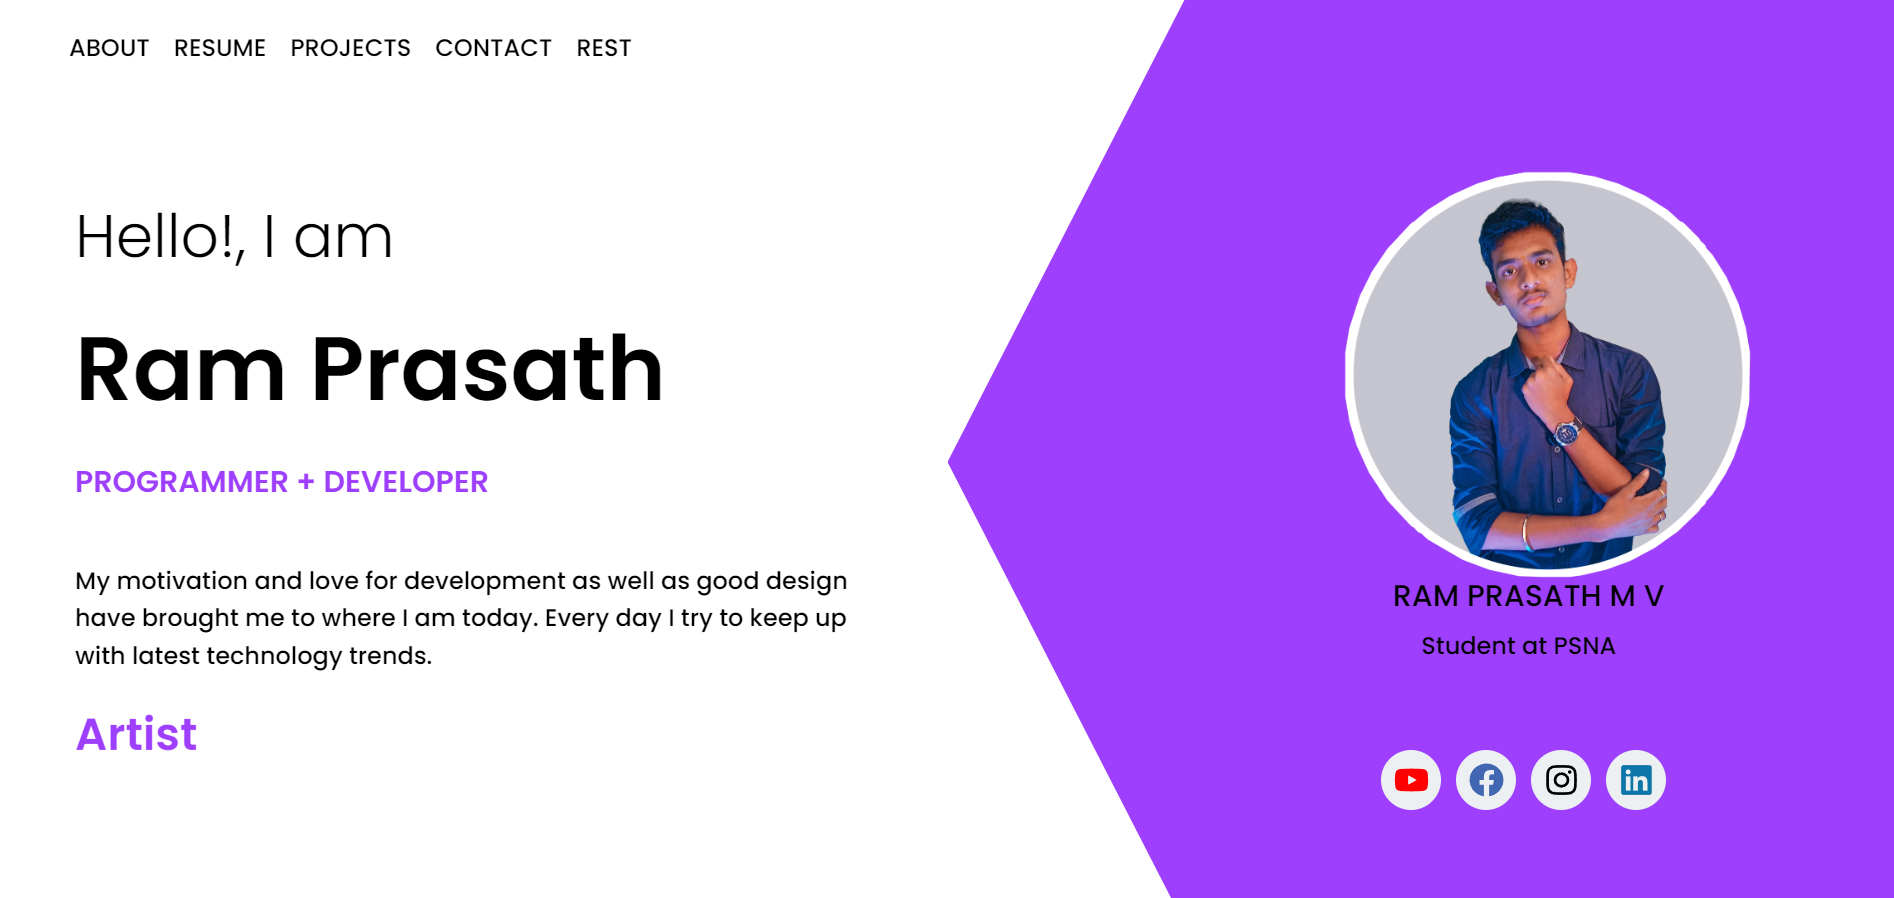 ABOUT RESUME PROJECTS CONTACT REST
Hello!, I am
Ram Prasath
PROGRAMMER + DEVELOPER
My motivation and love for development as well as good design
have brought me to where I am today. Every day I try to keep up
with latest technology trends.
Artist
RAM PRASATH M V
Student at PSNA
in